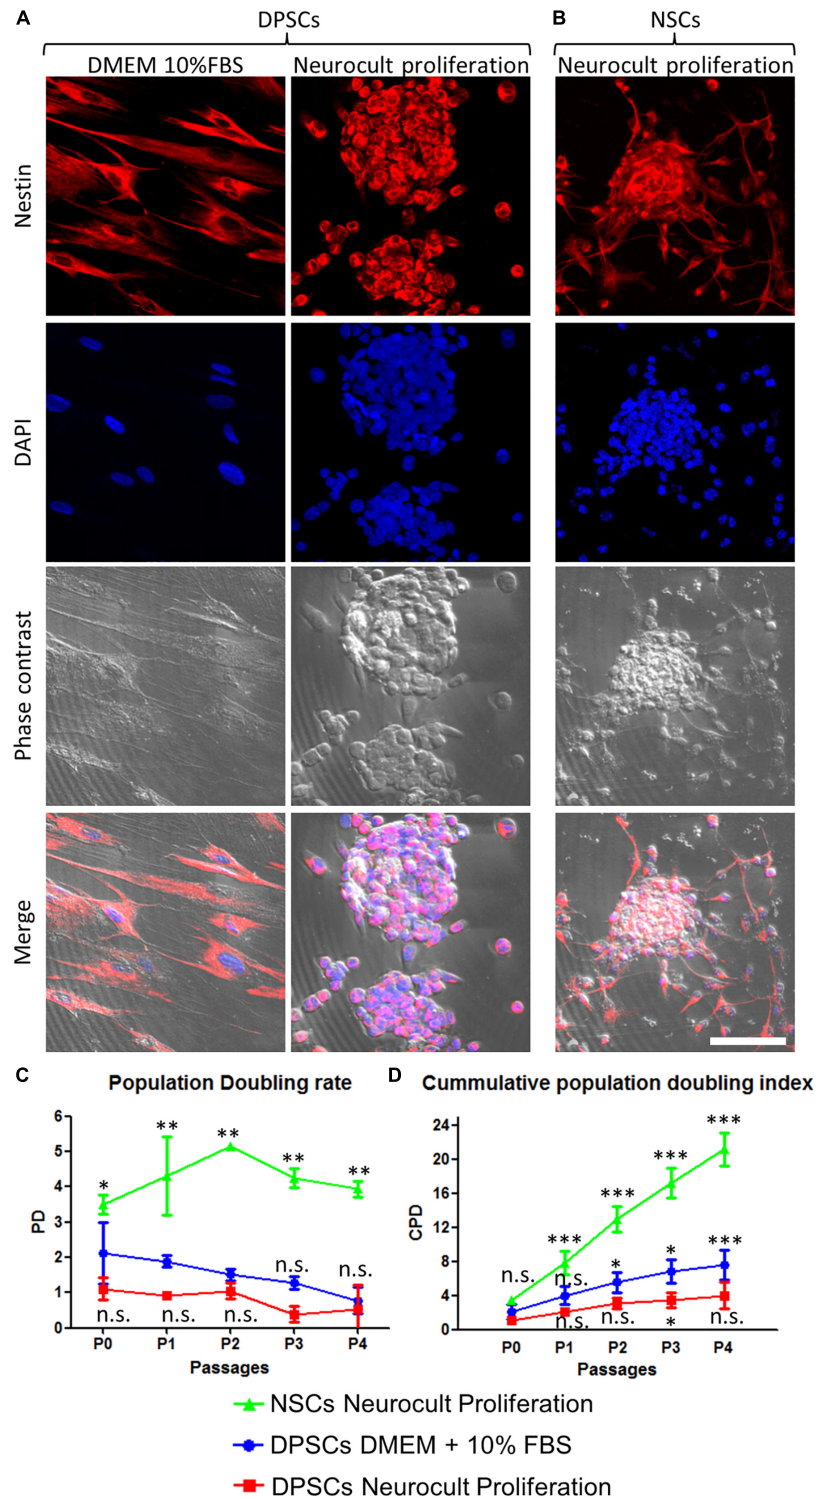 A
DPSCs
B
NSCs
DMEM 10%FBS
Neurocult proliferation
Neurocult proliferation
Nestin
DAPI
Phase contrast
Merge
C
Population Doubling rate
D
Cummulative population doubling index
6
5
4
3
2
1
0
PD
*
**
**
**
**
n.s.
n.s.
n.s.
n.s.
n.s.
P0
P1
P2
P3
P4
Passages
24
20
16
12
8
4
0
CPD
n.s.
***
***
***
***
n.s.
*
*
***
n.s.
n.s.
*
n.s.
P0
P1
P2
P3
P4
Passages
NSCs Neurocult Proliferation
DPSCs DMEM + 10% FBS
DPSCs Neurocult Proliferation